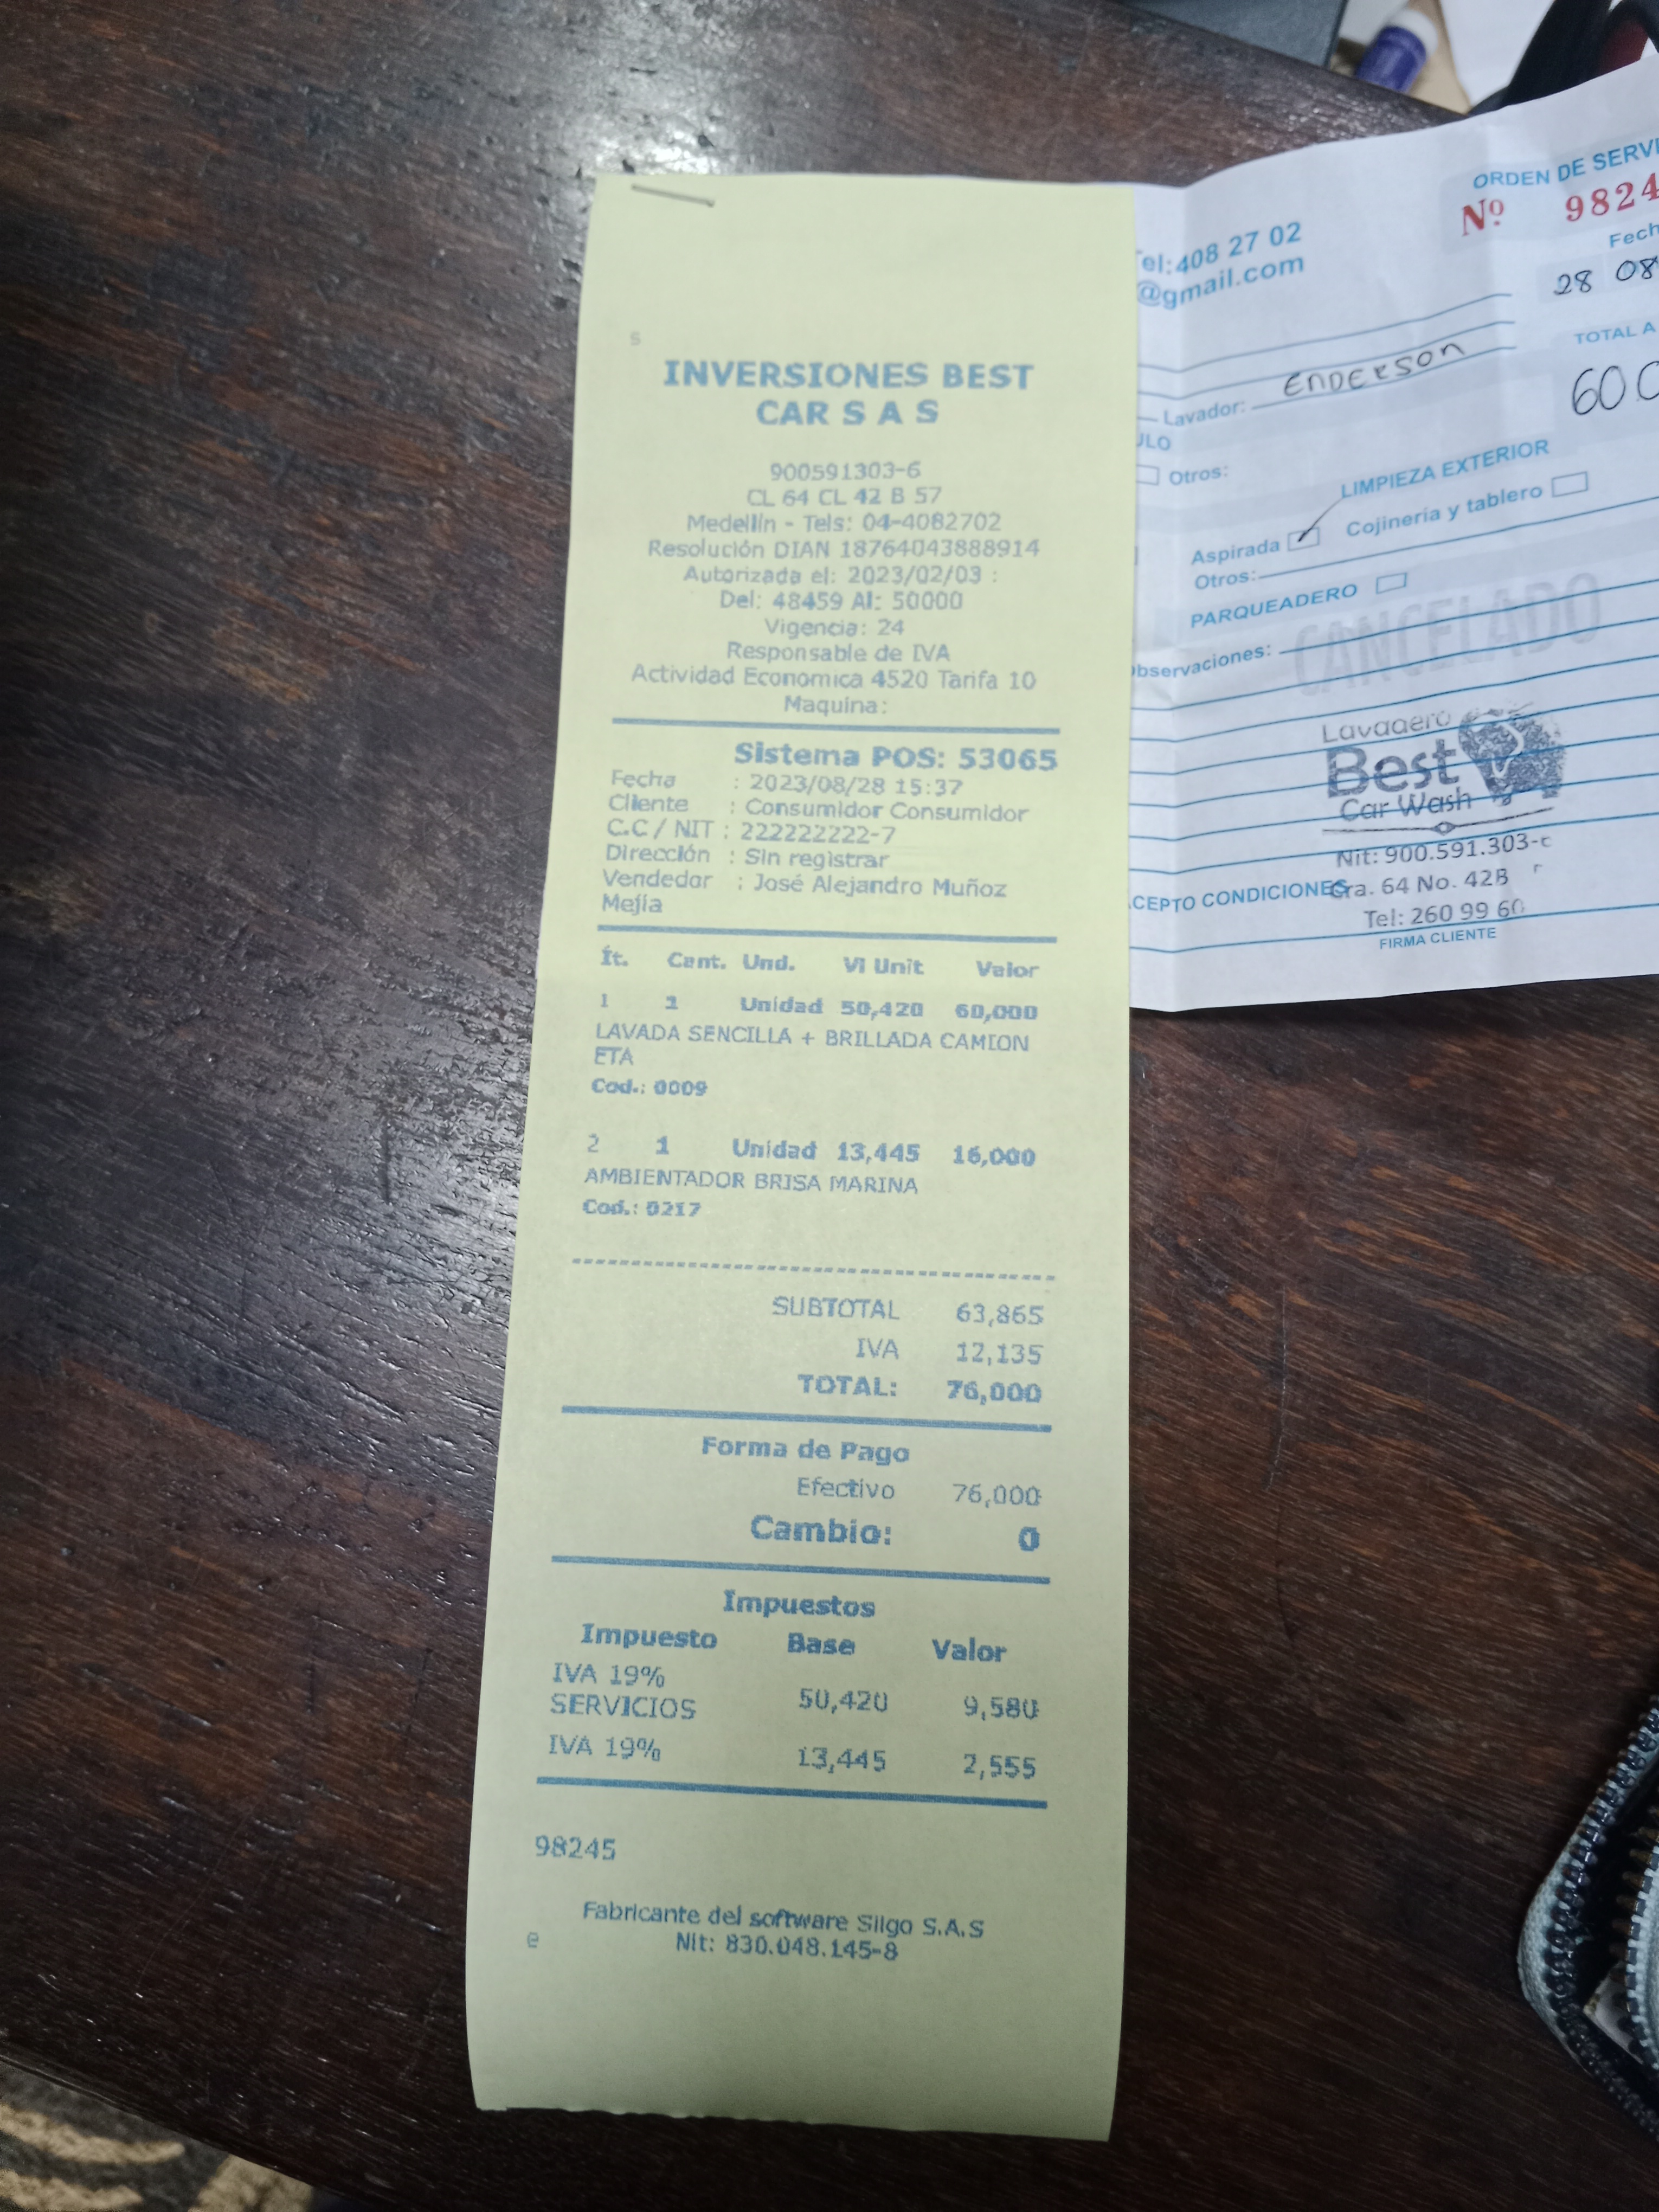 s
INVERSIONES BEST
CAR S A S
900591303-6
CL 64 CL 42 B 57
Medellín - Tels: 04-4082702
Resolución DIAN 18764043888914
Autorizada el: 2023/02/03 :
Del: 48459 Al: 50000
Vigencia: 24
Responsable de IVA
Actividad Economica 4520 Tarifa 10
Maquina:
Sistema POS: 53065
Fecha : 2023/08/28 15:37
Cliente : Consumidor Consumidor
C.C / NIT : 222222222-7
Dirección : Sin registrar
Vendedor : José Alejandro Muñoz
Mejía
Ít. Cant. Und. Vl Unit Valor
1 1 Unidad 50,420 60,000
LAVADA SENCILLA + BRILLADA CAMION
ETA
Cod.: 0009
2 1 Unidad 13,445 16,000
AMBIENTADOR BRISA MARINA
Cod.: 0217
SUBTOTAL 63,865
IVA 12,135
TOTAL: 76,000
Forma de Pago
Efectivo 76,000
Cambio: 0
Impuestos
Impuesto Base Valor
IVA 19%
SERVICIOS 50,420 9,580
IVA 19% 13,445 2,555
98245
Fabricante del software Silgo S.A.S
e Nit: 830.048.145-8
ORDEN DE SERVI
Nº 9824
Tel: 408 27 02
@gmail.com
Fech
28 08
TOTAL A
Lavador: Enderson
600
ULO
Otros:
LIMPIEZA EXTERIOR
Aspirada Cojineria y tablero
Otros:
PARQUEADERO
CANCELADO
bservaciones:
Lavadero
Best
Car Wash
Nit: 900.591.303-
CEPTO CONDICIONES
Cra. 64 No. 42B
Tel: 260 99 60
FIRMA CLIENTE